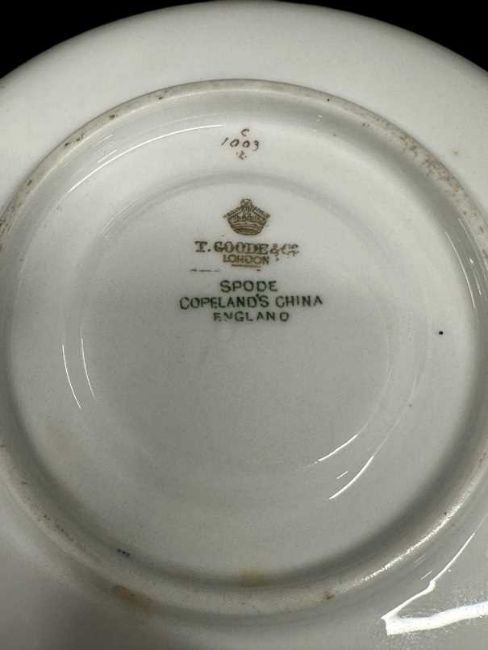 C
1003
2.
T. GOODE & Co
LONDON
SPODE
COPELAND'S CHINA
ENGLAND